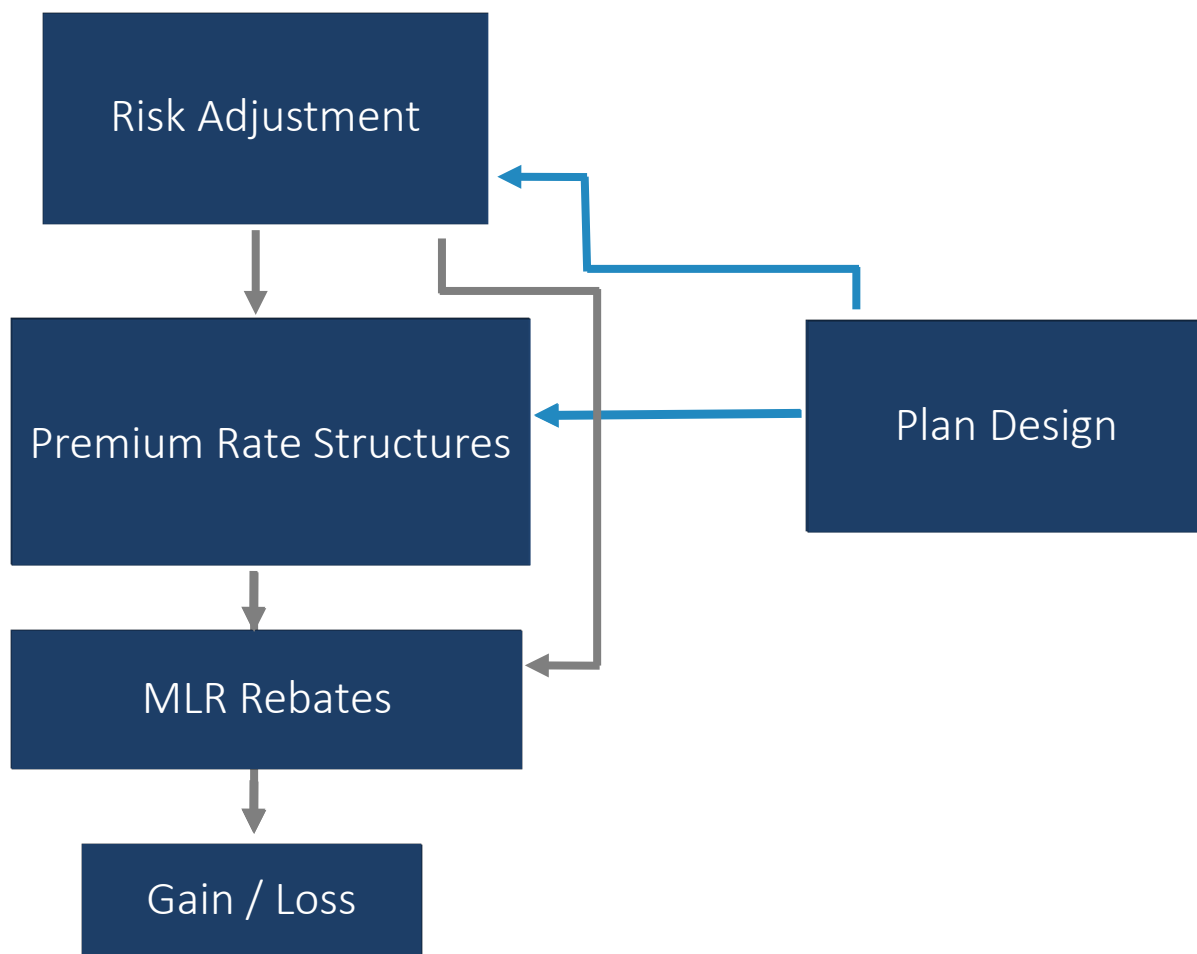 Risk Adjustment
Premium Rate Structures
Plan Design
MLR Rebates
Gain / Loss